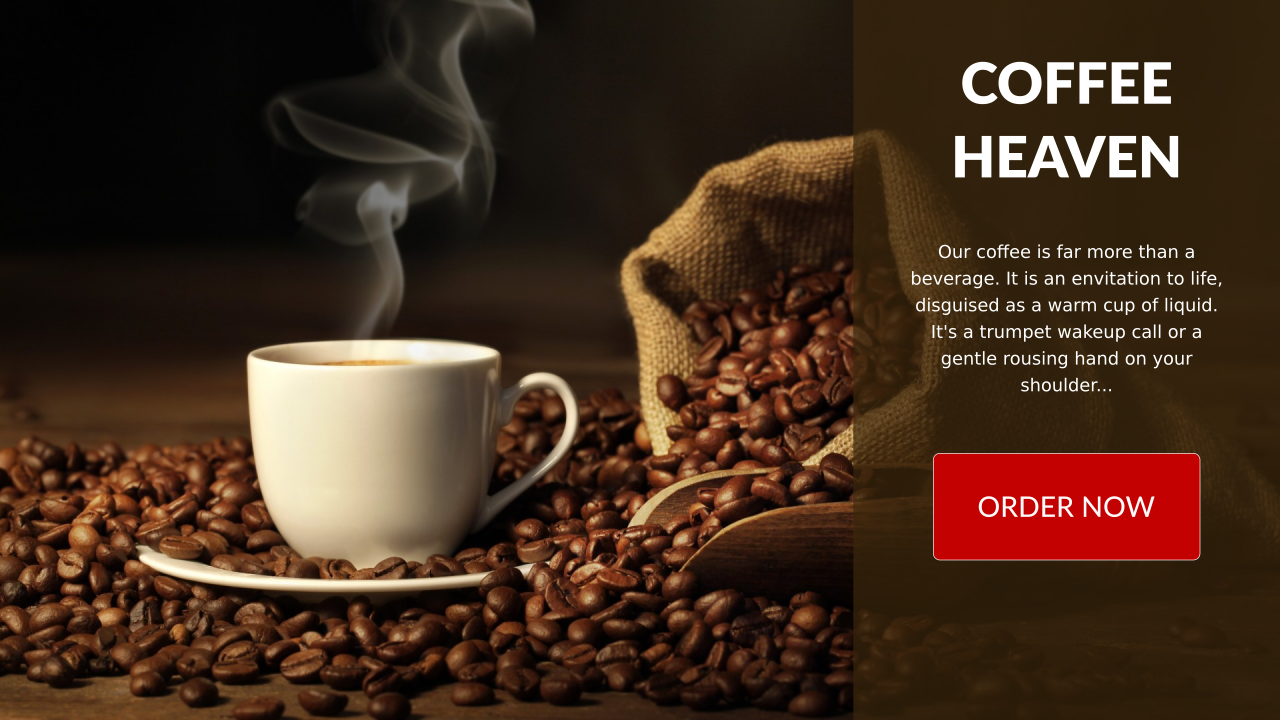 COFFEE
HEAVEN
Our coffee is far more than a
beverage. It is an envitation to life,
disguised as a warm cup of liquid.
It's a trumpet wakeup call or a
gentle rousing hand on your
shoulder...
ORDER NOW